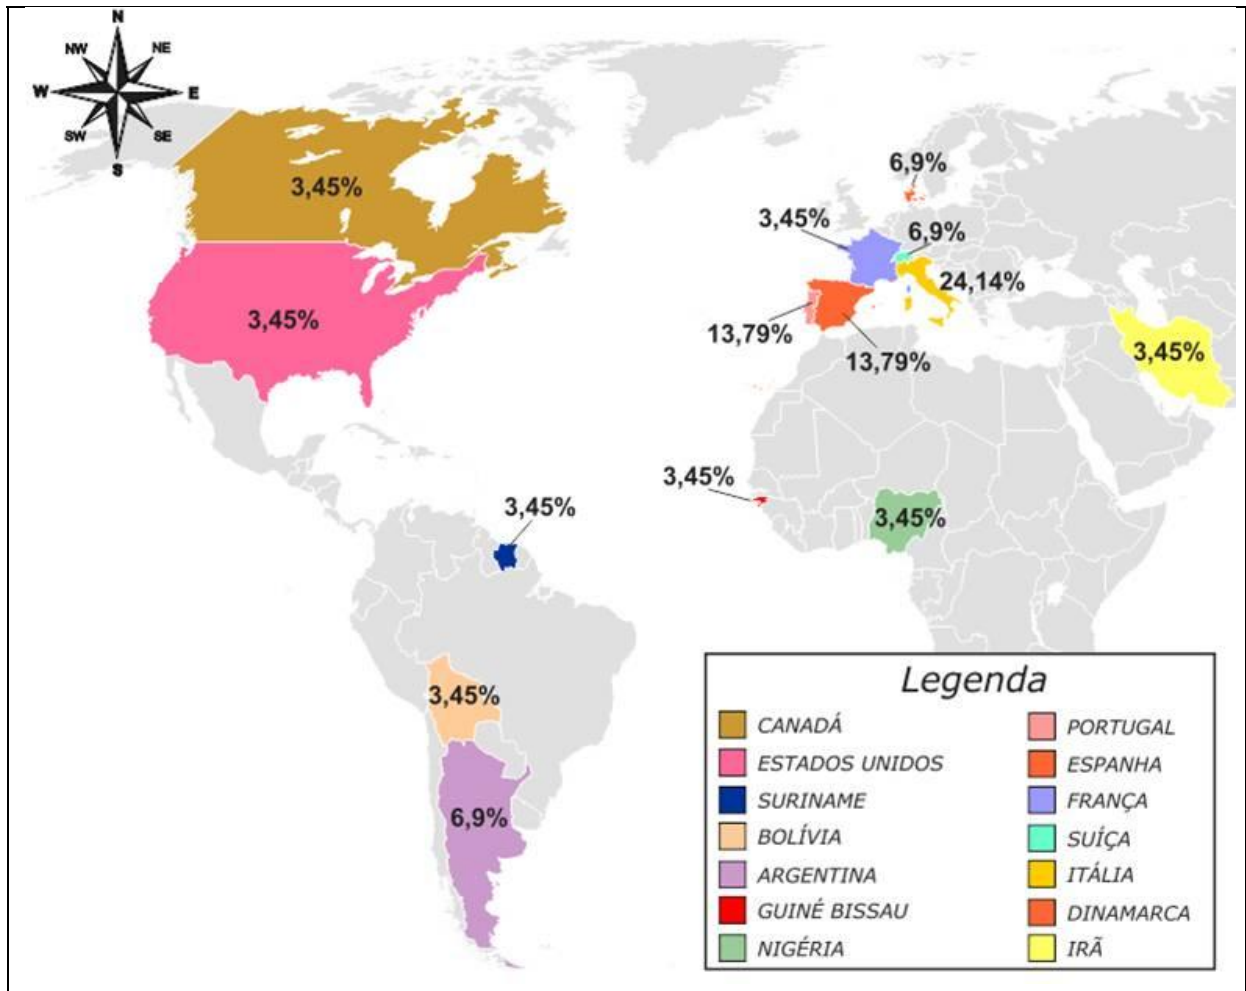 N
NW NE
W E
SW SE
S
3,45%
3,45%
3,45%
3,45%
6,9%
6,9%
3,45%
6,9%
24,14%
13,79%
13,79%
3,45%
3,45%
3,45%
Legenda
CANADÁ
ESTADOS UNIDOS
SURINAME
BOLÍVIA
ARGENTINA
GUINÉ BISSAU
NIGÉRIA
PORTUGAL
ESPANHA
FRANÇA
SUÍÇA
ITÁLIA
DINAMARCA
IRÃ